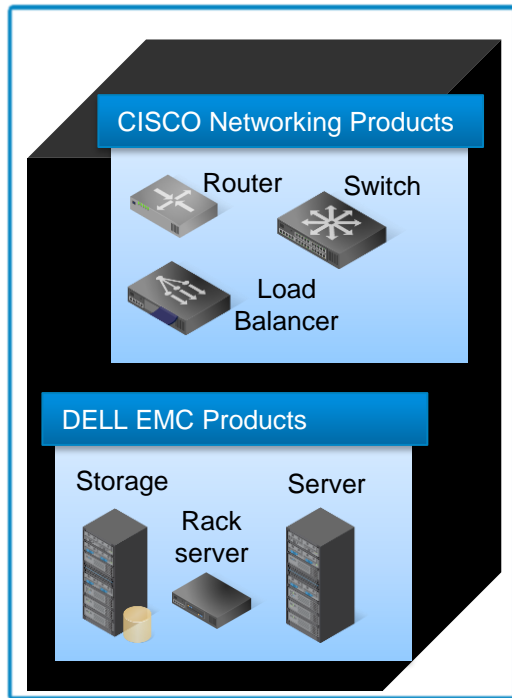 CISCO Networking Products
Router
Switch
Load
Balancer
DELL EMC Products
Storage
Server
Rack
server